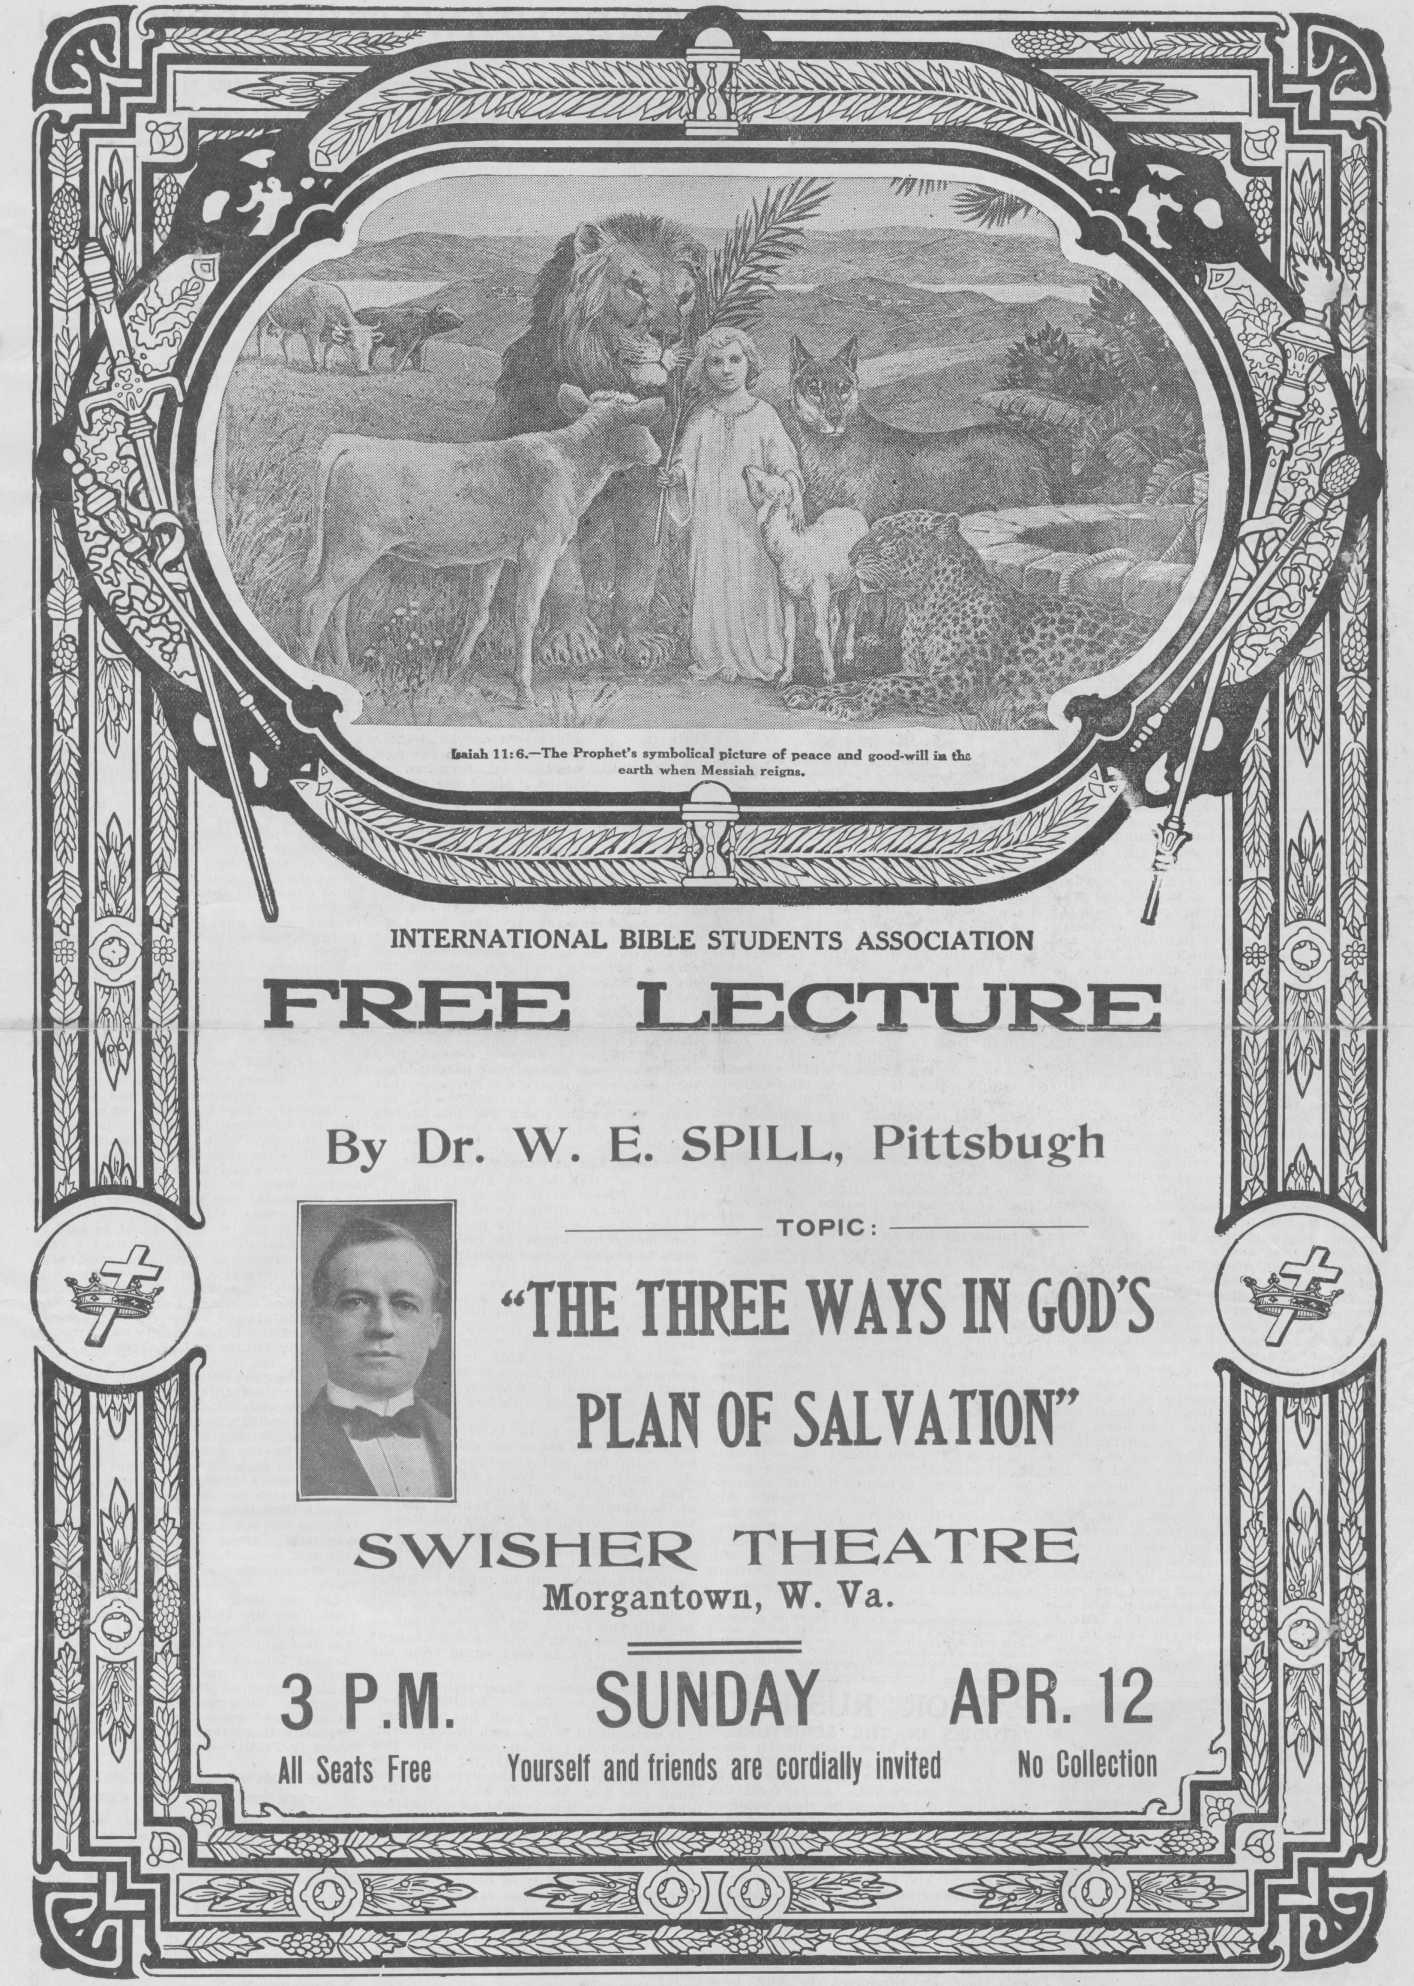 Isaiah 11:6.—The Prophet's symbolical picture of peace and good-will in the
earth when Messiah reigns.
INTERNATIONAL BIBLE STUDENTS ASSOCIATION
FREE LECTURE
By Dr. W. E. SPILL, Pittsbugh
TOPIC:
"THE THREE WAYS IN GOD'S
PLAN OF SALVATION"
SWISHER THEATRE
Morgantown, W. Va.
3 P.M. SUNDAY APR. 12
All Seats Free Yourself and friends are cordially invited No Collection